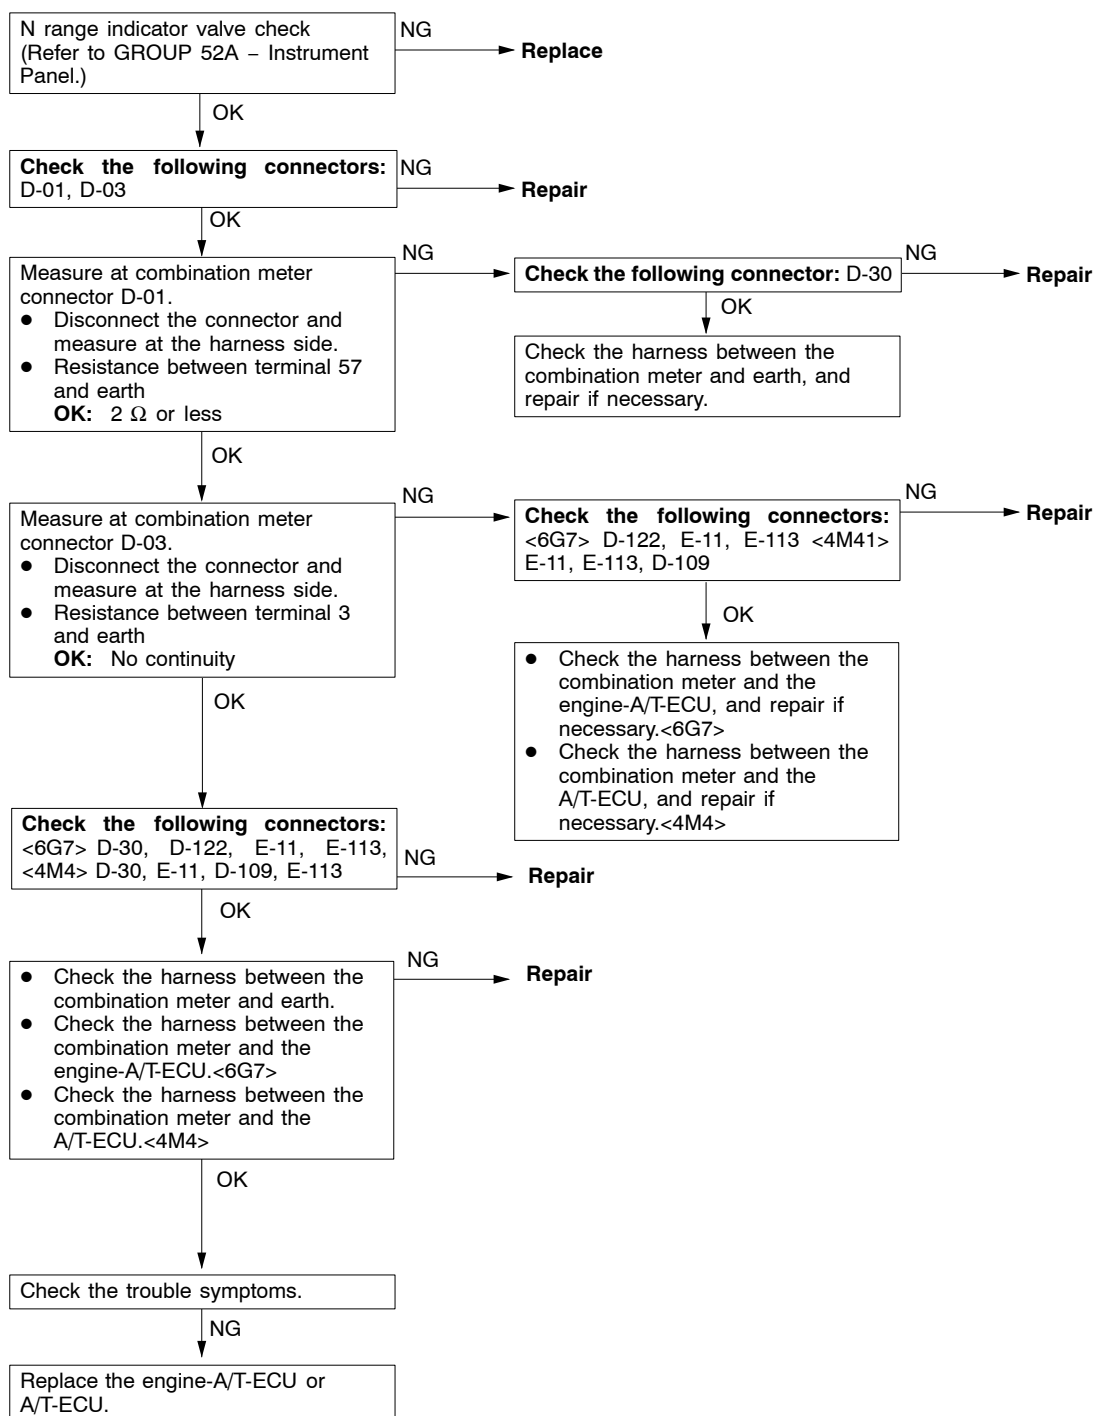 N range indicator valve check
(Refer to GROUP 52A – Instrument
Panel.)
NG
Replace
OK
Check the following connectors:
D-01, D-03
NG
Repair
OK
Measure at combination meter
connector D-01.
● Disconnect the connector and
measure at the harness side.
● Resistance between terminal 57
and earth
OK: 2 Ω or less
NG
Check the following connector: D-30
NG
Repair
OK
Check the harness between the
combination meter and earth, and
repair if necessary.
OK
Measure at combination meter
connector D-03.
● Disconnect the connector and
measure at the harness side.
● Resistance between terminal 3
and earth
OK: No continuity
NG
Check the following connectors:
<6G7> D-122, E-11, E-113 <4M41>
E-11, E-113, D-109
NG
Repair
OK
● Check the harness between the
combination meter and the
engine-A/T-ECU, and repair if
necessary.<6G7>
● Check the harness between the
combination meter and the
A/T-ECU, and repair if
necessary.<4M4>
OK
Check the following connectors:
<6G7> D-30, D-122, E-11, E-113,
<4M4> D-30, E-11, D-109, E-113
NG
Repair
OK
● Check the harness between the
combination meter and earth.
● Check the harness between the
combination meter and the
engine-A/T-ECU.<6G7>
● Check the harness between the
combination meter and the
A/T-ECU.<4M4>
NG
Repair
OK
Check the trouble symptoms.
NG
Replace the engine-A/T-ECU or
A/T-ECU.